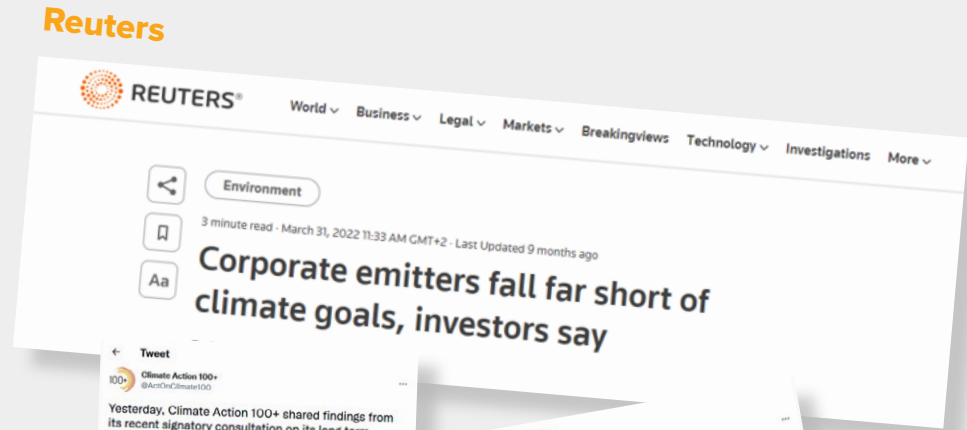 Reuters
REUTERS®
World Business Legal Markets Breakingviews Technology Investigations More
Environment
3 minute read · March 31, 2022 11:33 AM GMT+2 · Last Updated 9 months ago
Aa
Corporate emitters fall far short of
climate goals, investors say
Tweet
100+
Climate Action 100+
@ActOnClimate100
Yesterday, Climate Action 100+ shared findings from
its recent signatory consultation on its long term